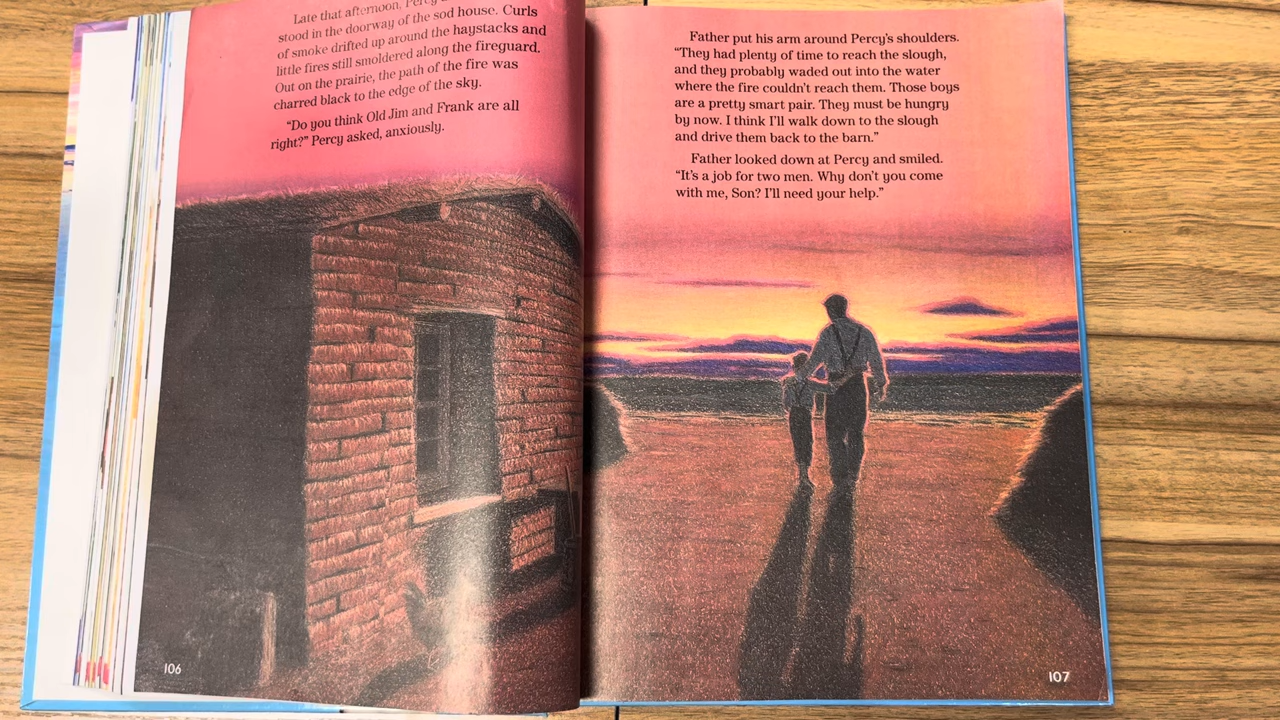 Late that afternoon, Percy
stood in the doorway of the sod house. Curls
of smoke drifted up around the haystacks and
little fires still smoldered along the fireguard.
Out on the prairie, the path of the fire was
charred black to the edge of the sky.
“Do you think Old Jim and Frank are all
right?” Percy asked, anxiously.
106
Father put his arm around Percy’s shoulders.
“They had plenty of time to reach the slough,
and they probably waded out into the water
where the fire couldn’t reach them. Those boys
are a pretty smart pair. They must be hungry
by now. I think I’ll walk down to the slough
and drive them back to the barn.”
Father looked down at Percy and smiled.
“It’s a job for two men. Why don’t you come
with me, Son? I’ll need your help.”
107